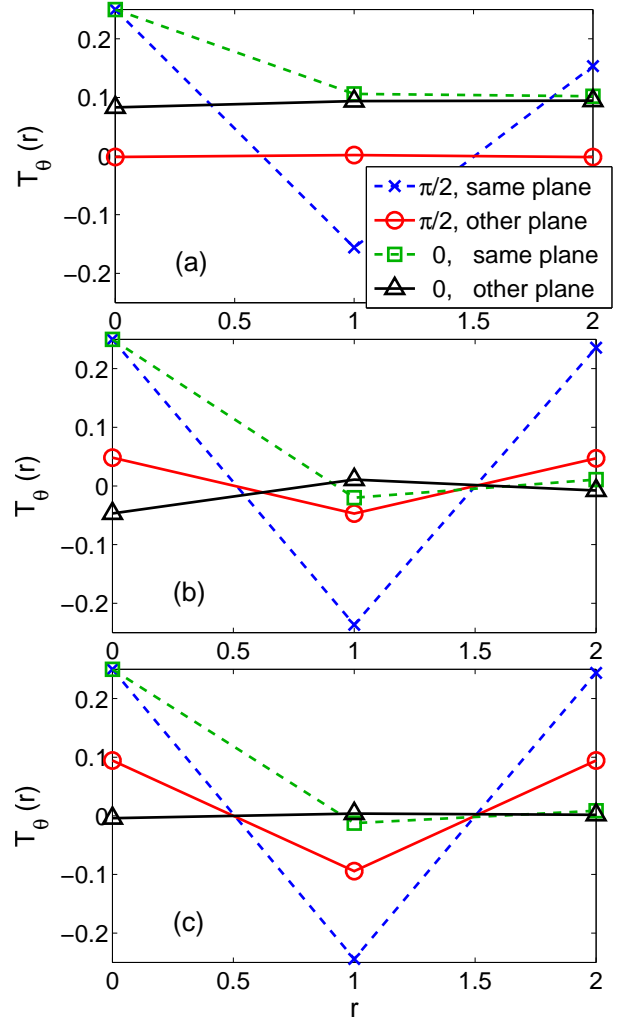 0.2
0.1
0
−0.1
−0.2
T_θ (r)
(a)
π/2, same plane
π/2, other plane
0, same plane
0, other plane
0 0.5 1 1.5 2
0.2
0.1
0
−0.1
−0.2
T_θ (r)
(b)
0 0.5 1 1.5 2
0.2
0.1
0
−0.1
−0.2
T_θ (r)
(c)
0 0.5 1 1.5 2
r